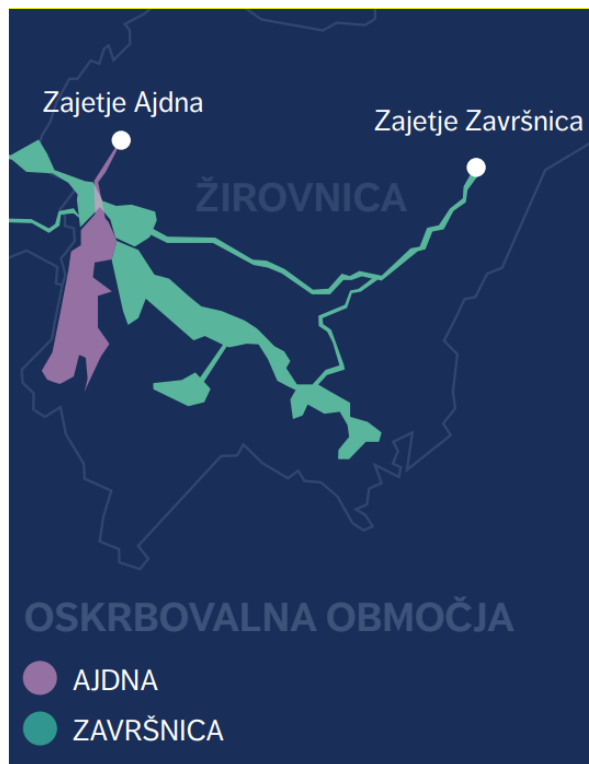 Zajetje Ajdna
Zajetje Završnica
ŽIROVNICA
OSKRBOVALNA OBMOČJA
AJDNA
ZAVRŠNICA